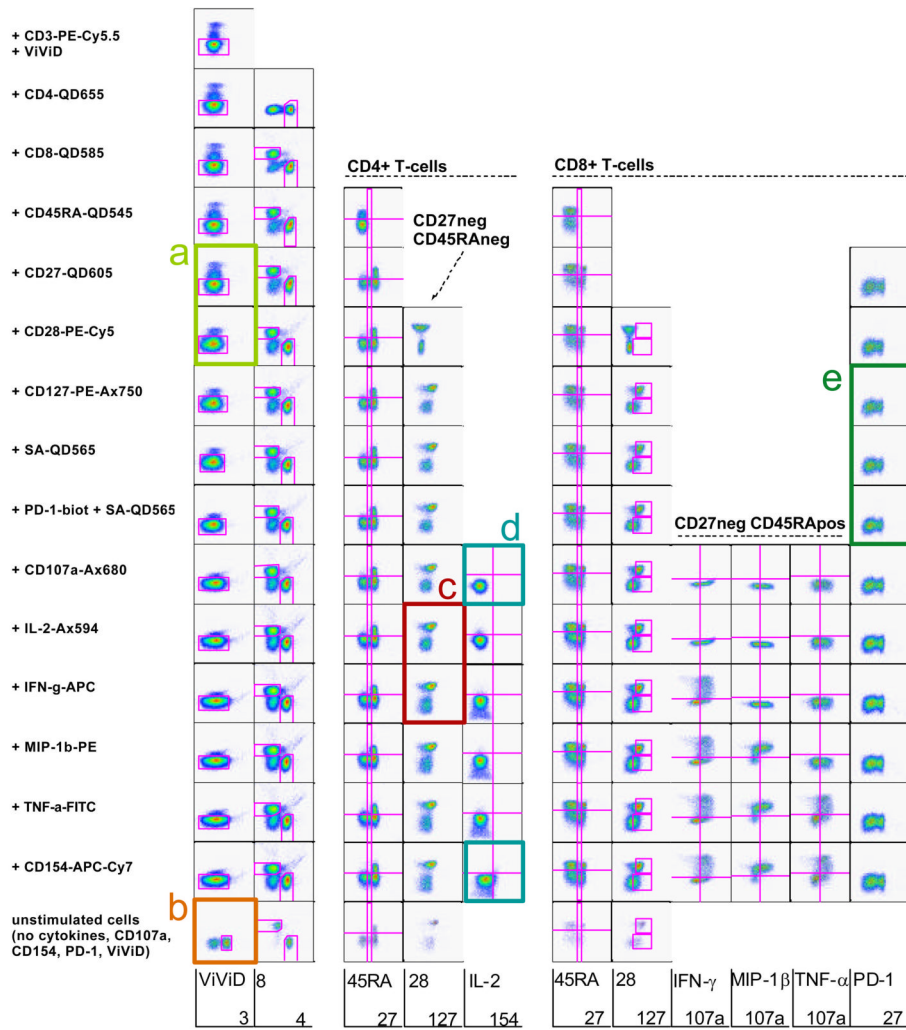 + CD3-PE-Cy5.5
+ ViViD
+ CD4-QD655
+ CD8-QD585
CD4+ T-cells
CD8+ T-cells
+ CD45RA-QD545
CD27neg
CD45RAneg
a
+ CD27-QD605
+ CD28-PE-Cy5
e
+ CD127-PE-Ax750
+ SA-QD565
+ PD-1-biot + SA-QD565
d
CD27neg CD45RApos
+ CD107a-Ax680
c
+ IL-2-Ax594
+ IFN-g-APC
+ MIP-1b-PE
+ TNF-a-FITC
+ CD154-APC-Cy7
b
unstimulated cells
(no cytokines, CD107a,
CD154, PD-1, ViViD)
ViViD 8 45RA 28 IL-2 45RA 28 IFN-γ MIP-1β TNF-α PD-1
3 4 27 127 154 27 127 107a 107a 107a 27